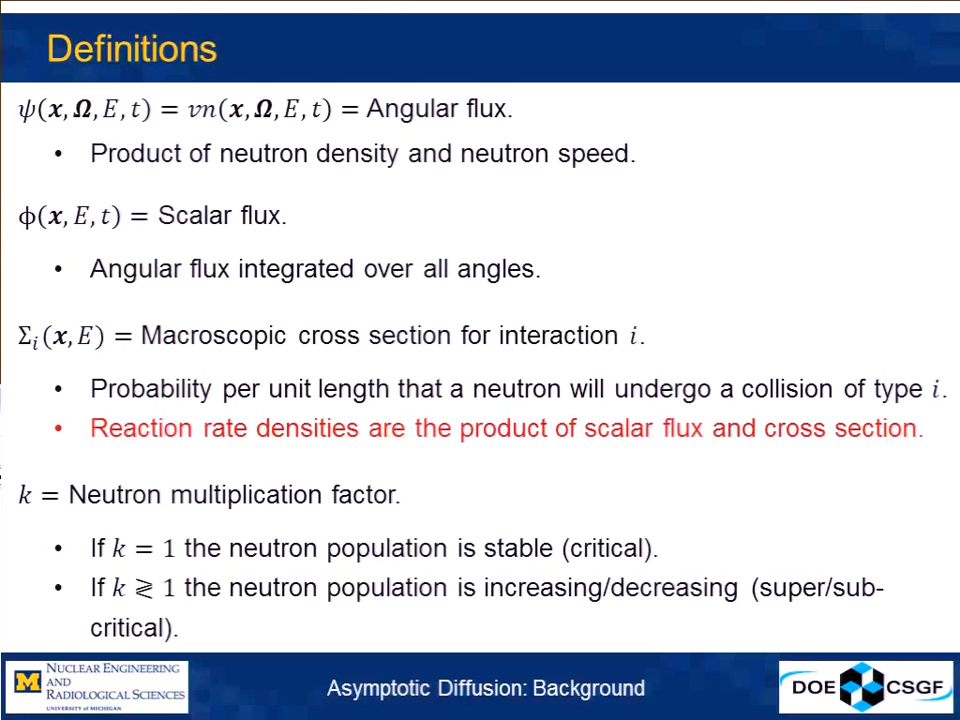 Definitions
ψ(x, Ω, E, t) = vn(x, Ω, E, t) = Angular flux.
• Product of neutron density and neutron speed.
ϕ(x, E, t) = Scalar flux.
• Angular flux integrated over all angles.
Σᵢ(x, E) = Macroscopic cross section for interaction i.
• Probability per unit length that a neutron will undergo a collision of type i.
• Reaction rate densities are the product of scalar flux and cross section.
k = Neutron multiplication factor.
• If k = 1 the neutron population is stable (critical).
• If k ≷ 1 the neutron population is increasing/decreasing (super/sub-
critical).
M
NUCLEAR ENGINEERING
AND
RADIOLOGICAL SCIENCES
UNIVERSITY of MICHIGAN
Asymptotic Diffusion: Background
DOE CSGF